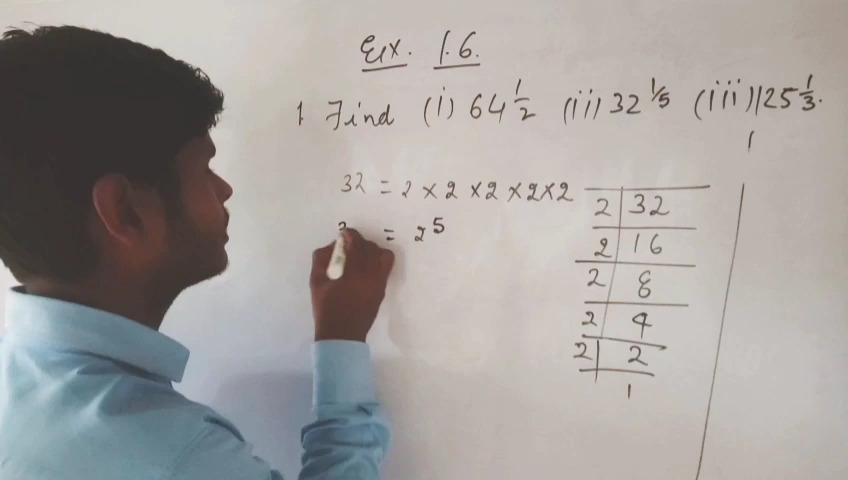 Ex. 1.6.
1 Find (i) 64 1/2 (ii) 32 1/5 (iii) 125 1/3.
32 = 2 × 2 × 2 × 2 × 2
= 2^5
2 | 32
2 | 16
2 | 8
2 | 4
2 | 2
1